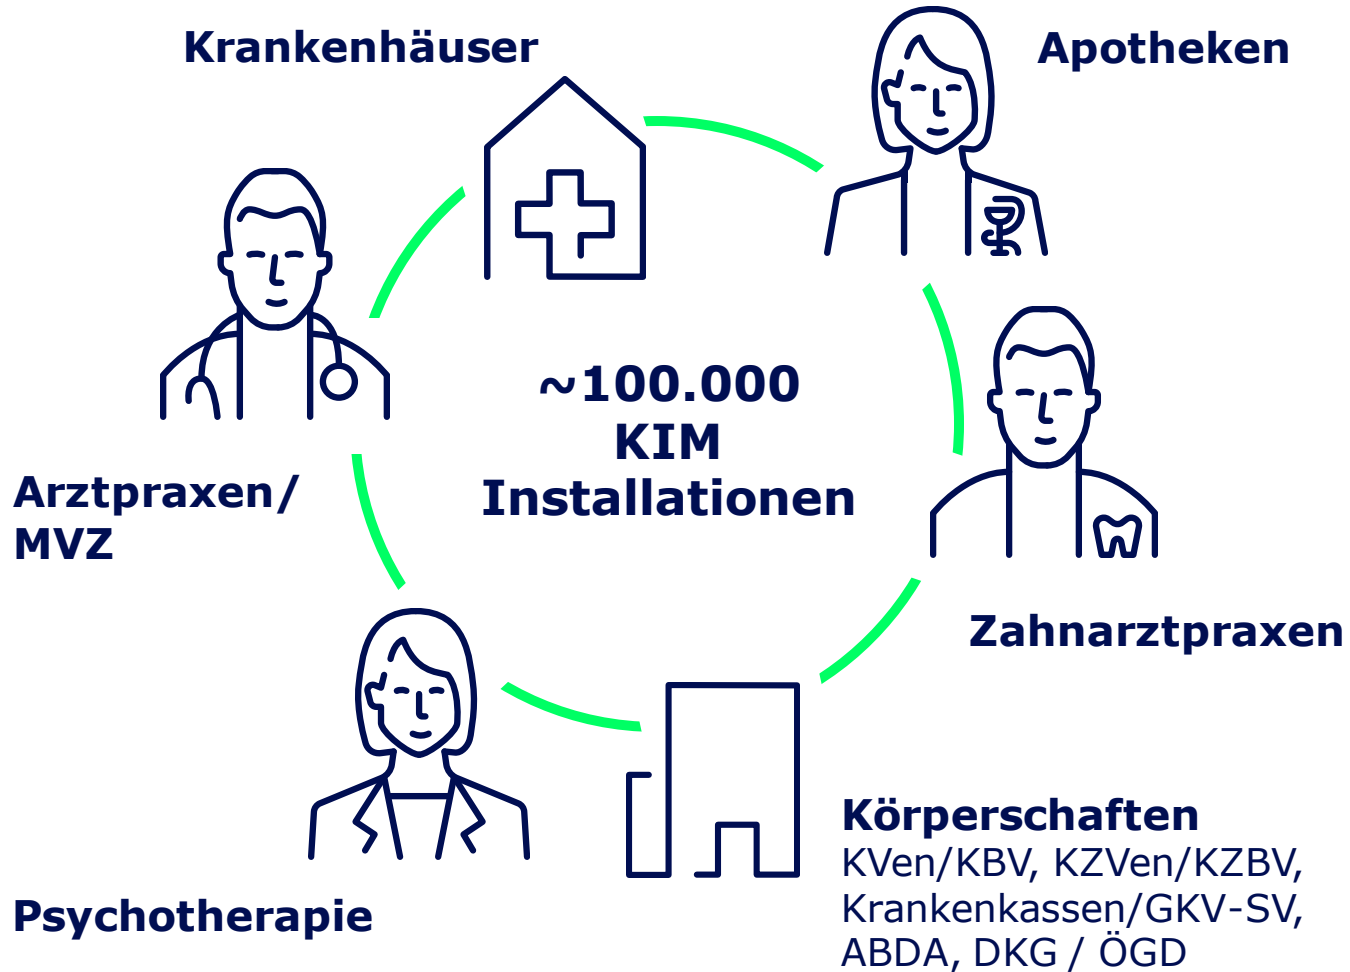 Krankenhäuser
Apotheken
~100.000
KIM
Installationen
Arztpraxen/
MVZ
Zahnarztpraxen
Psychotherapie
Körperschaften
KVen/KBV, KZVen/KZBV,
Krankenkassen/GKV-SV,
ABDA, DKG / ÖGD